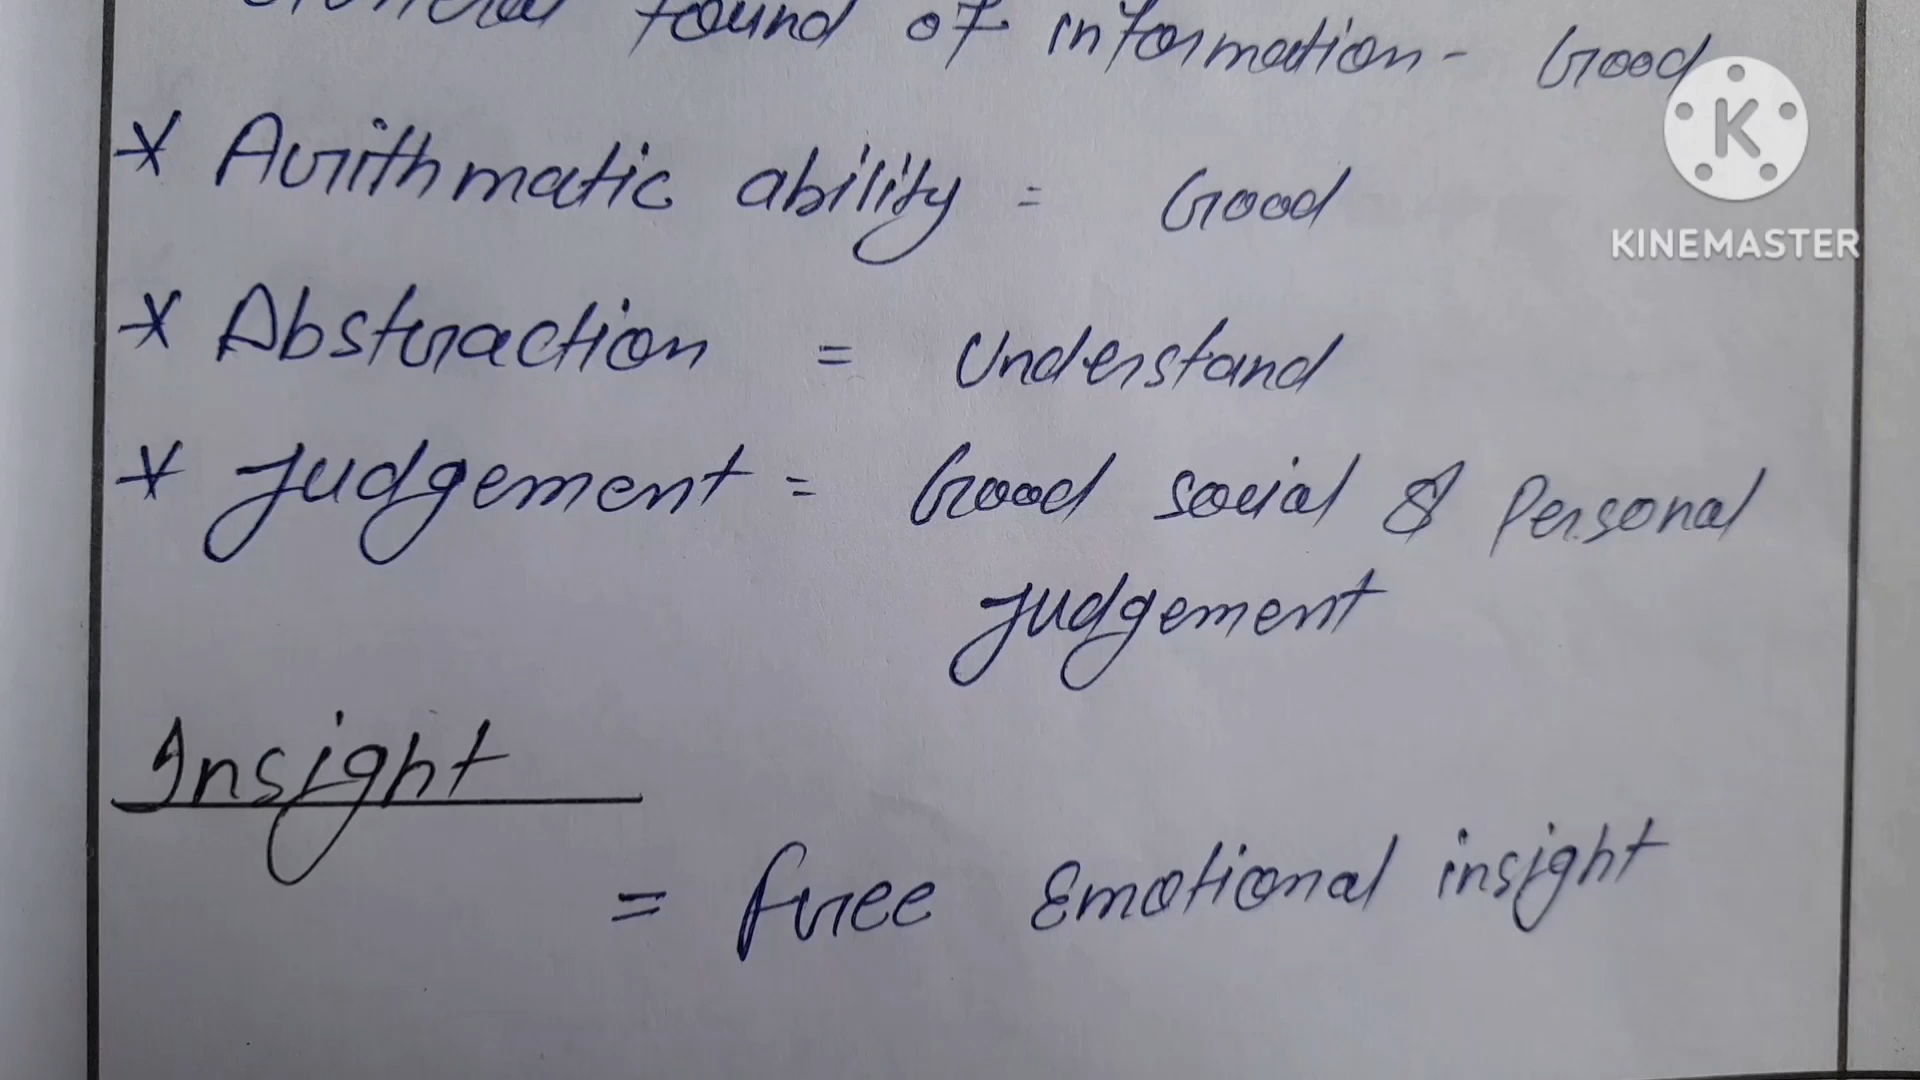 General found of information - Good
* Arithmatic ability = Good
* Abstraction = Understand
* Judgement = Good social & Personal
Judgement
Insight
= free Emotional insight
K
KINEMASTER